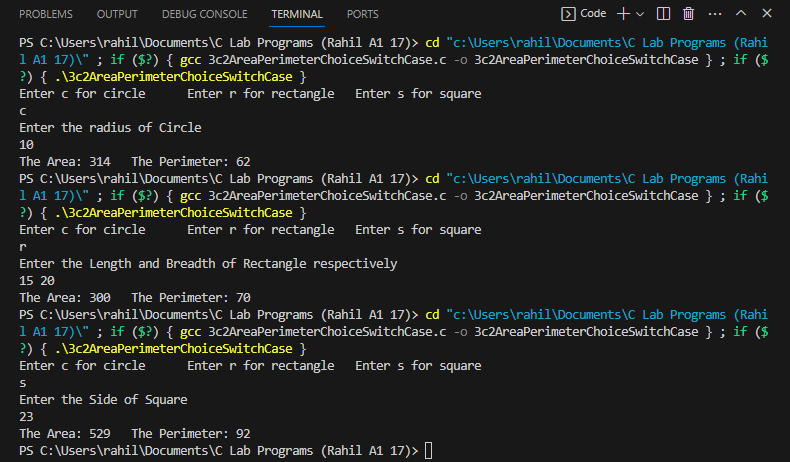 PROBLEMS OUTPUT DEBUG CONSOLE TERMINAL PORTS Code
PS C:\Users\rahil\Documents\C Lab Programs (Rahil A1 17)> cd "c:\Users\rahil\Documents\C Lab Programs (Rahi
l A1 17)\" ; if ($?) { gcc 3c2AreaPerimeterChoiceSwitchCase.c -o 3c2AreaPerimeterChoiceSwitchCase } ; if ($
?) { .\3c2AreaPerimeterChoiceSwitchCase }
Enter c for circle      Enter r for rectangle   Enter s for square
c
Enter the radius of Circle
10
The Area: 314   The Perimeter: 62
PS C:\Users\rahil\Documents\C Lab Programs (Rahil A1 17)> cd "c:\Users\rahil\Documents\C Lab Programs (Rahi
l A1 17)\" ; if ($?) { gcc 3c2AreaPerimeterChoiceSwitchCase.c -o 3c2AreaPerimeterChoiceSwitchCase } ; if ($
?) { .\3c2AreaPerimeterChoiceSwitchCase }
Enter c for circle      Enter r for rectangle   Enter s for square
r
Enter the Length and Breadth of Rectangle respectively
15 20
The Area: 300   The Perimeter: 70
PS C:\Users\rahil\Documents\C Lab Programs (Rahil A1 17)> cd "c:\Users\rahil\Documents\C Lab Programs (Rahi
l A1 17)\" ; if ($?) { gcc 3c2AreaPerimeterChoiceSwitchCase.c -o 3c2AreaPerimeterChoiceSwitchCase } ; if ($
?) { .\3c2AreaPerimeterChoiceSwitchCase }
Enter c for circle      Enter r for rectangle   Enter s for square
s
Enter the Side of Square
23
The Area: 529   The Perimeter: 92
PS C:\Users\rahil\Documents\C Lab Programs (Rahil A1 17)>